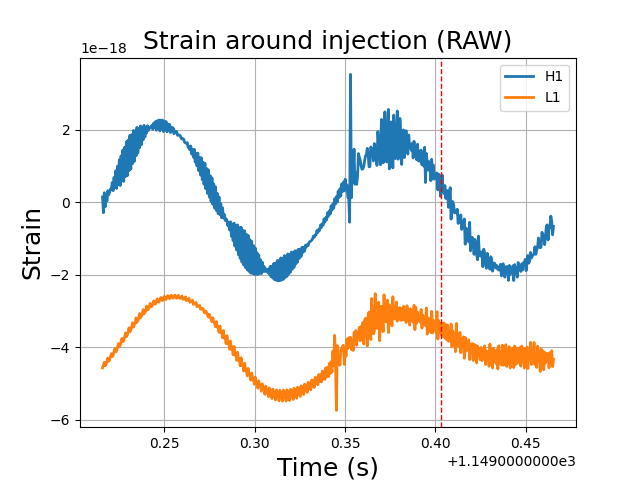 Strain around injection (RAW)
1e−18
H1
L1
2
0
−2
−4
−6
Strain
0.25 0.30 0.35 0.40 0.45
+1.1490000000e3
Time (s)